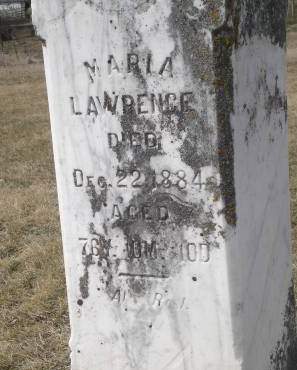 MARIA
LAWRENCE
DIED
DEC. 22, 1884
AGED
76Y. 10M. 10D